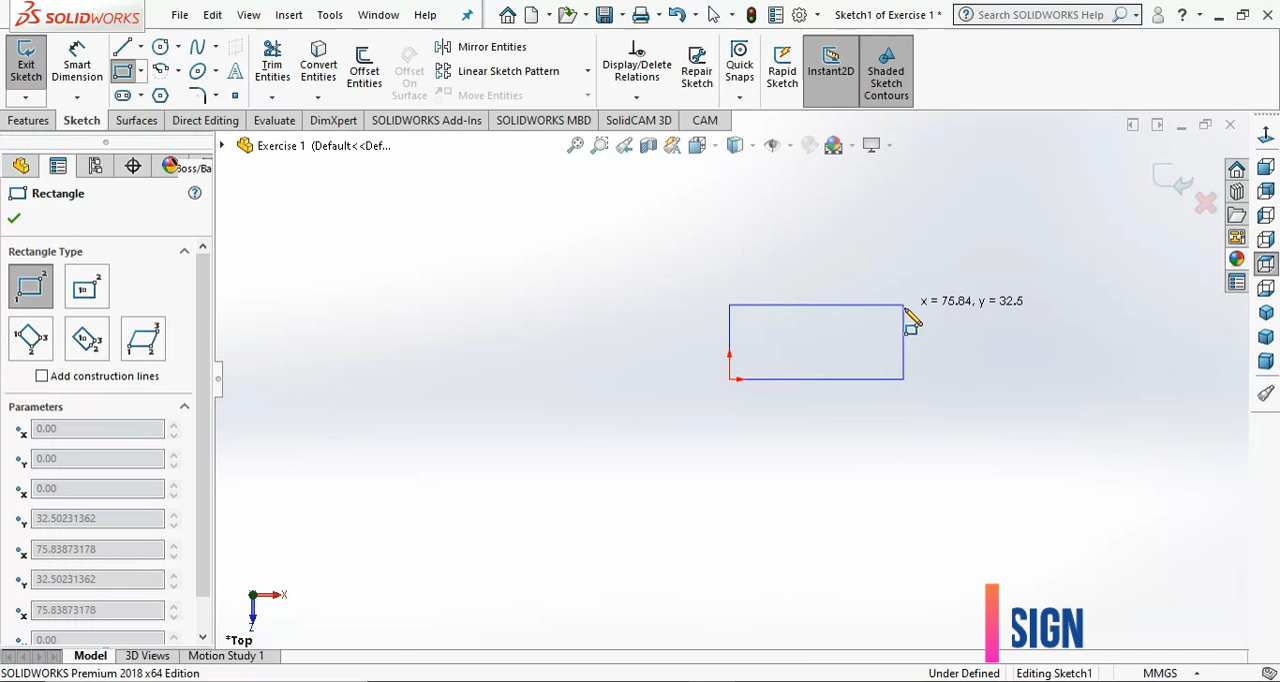 SOLIDWORKS
File Edit View Insert Tools Window Help
Sketch1 of Exercise 1 *
Search SOLIDWORKS Help
?
Exit Sketch
Smart Dimension
Trim Entities
Convert Entities
Offset Entities
Offset On Surface
Mirror Entities
Linear Sketch Pattern
Move Entities
Display/Delete Relations
Repair Sketch
Quick Snaps
Rapid Sketch
Instant2D
Shaded Sketch Contours
Features Sketch Surfaces Direct Editing Evaluate DimXpert SOLIDWORKS Add-Ins SOLIDWORKS MBD SolidCAM 3D CAM
Exercise 1 (Default<<Def...
Boss/Ba
Rectangle
Rectangle Type
Add construction lines
Parameters
0.00
0.00
0.00
32.50231362
75.83873178
32.50231362
75.83873178
0.00
x = 75.84, y = 32.5
X
Z
*Top
SIGN
Model 3D Views Motion Study 1
SOLIDWORKS Premium 2018 x64 Edition
Under Defined Editing Sketch1 MMGS